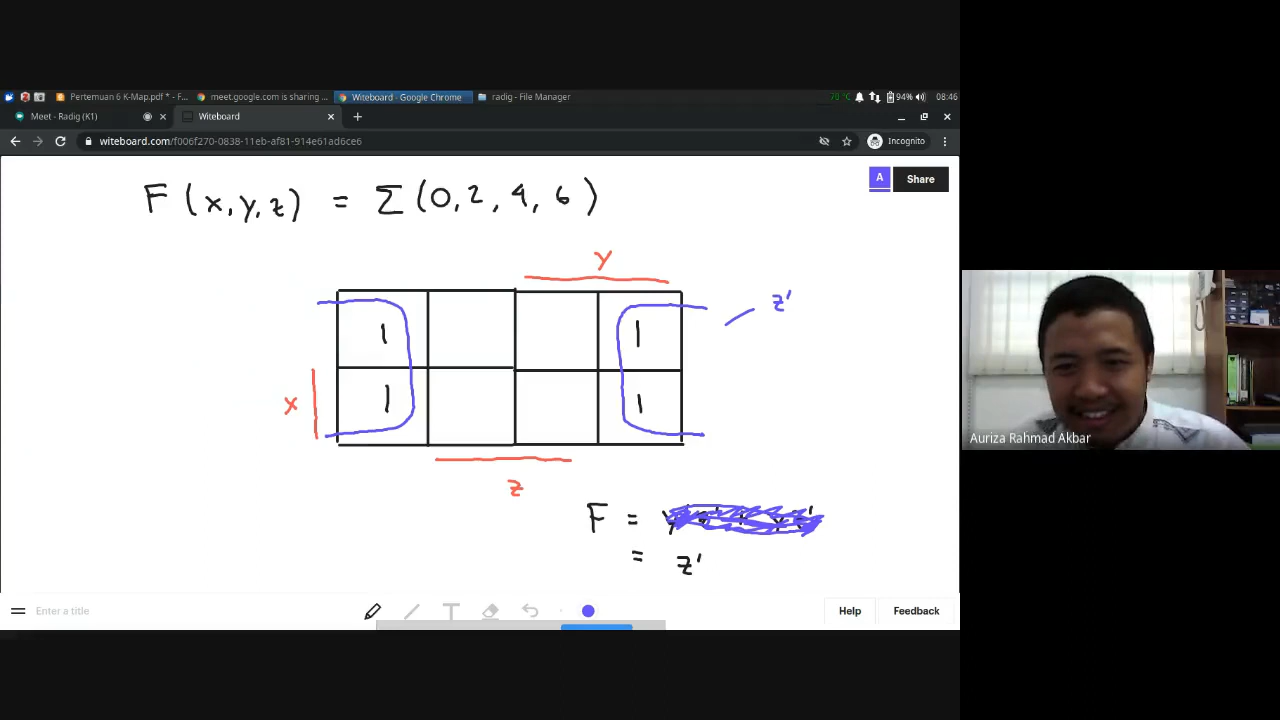 Pertemuan 6 K-Map.pdf * - F... meet.google.com is sharing ... Witeboard - Google Chrome radig - File Manager 70 °C 94% 08:46
Meet - Radig (K1) Witeboard
witeboard.com/f006f270-0838-11eb-af81-914e61ad6ce6 Incognito
A Share
F (x, y, z) = Σ (0, 2, 4, 6)
y
z'
1 1
x 1 1
z
F =
= z'
Auriza Rahmad Akbar
Enter a title T Help Feedback